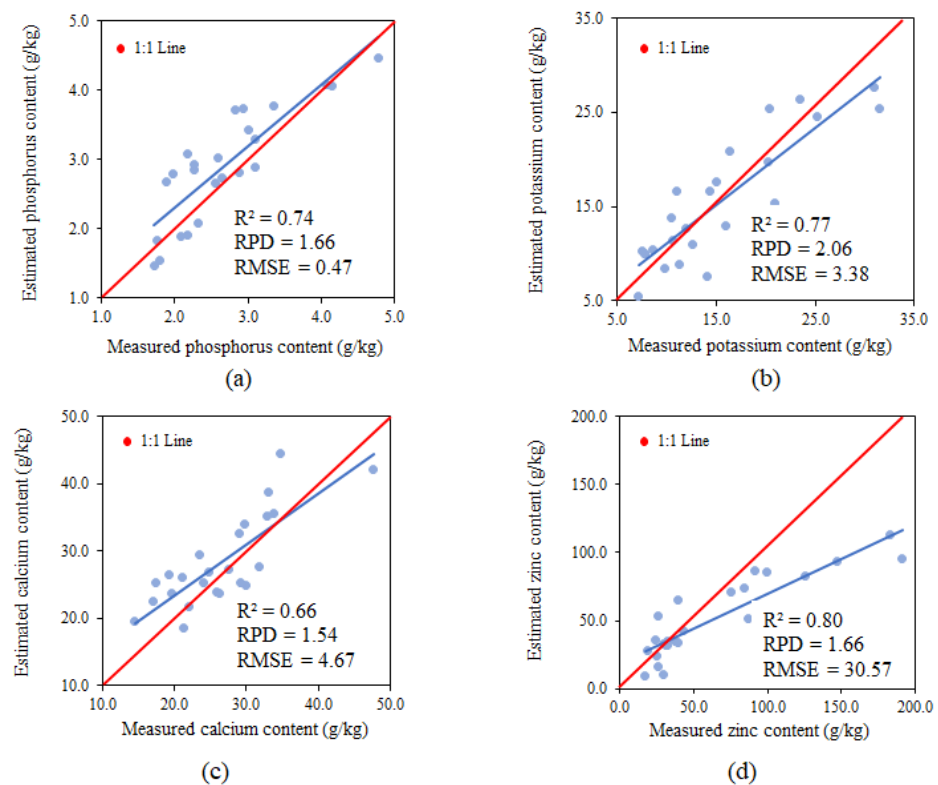 5.0
4.0
3.0
2.0
1.0
1.0 2.0 3.0 4.0 5.0
Estimated phosphorus content (g/kg)
1:1 Line
R² = 0.74
RPD = 1.66
RMSE = 0.47
Measured phosphorus content (g/kg)
(a)
35.0
25.0
15.0
5.0
5.0 15.0 25.0 35.0
Estimated potassium content (g/kg)
1:1 Line
R² = 0.77
RPD = 2.06
RMSE = 3.38
Measured potassium content (g/kg)
(b)
50.0
40.0
30.0
20.0
10.0
10.0 20.0 30.0 40.0 50.0
Estimated calcium content (g/kg)
1:1 Line
R² = 0.66
RPD = 1.54
RMSE = 4.67
Measured calcium content (g/kg)
(c)
200.0
150.0
100.0
50.0
0.0
0.0 50.0 100.0 150.0 200.0
Estimated zinc content (g/kg)
1:1 Line
R² = 0.80
RPD = 1.66
RMSE = 30.57
Measured zinc content (g/kg)
(d)